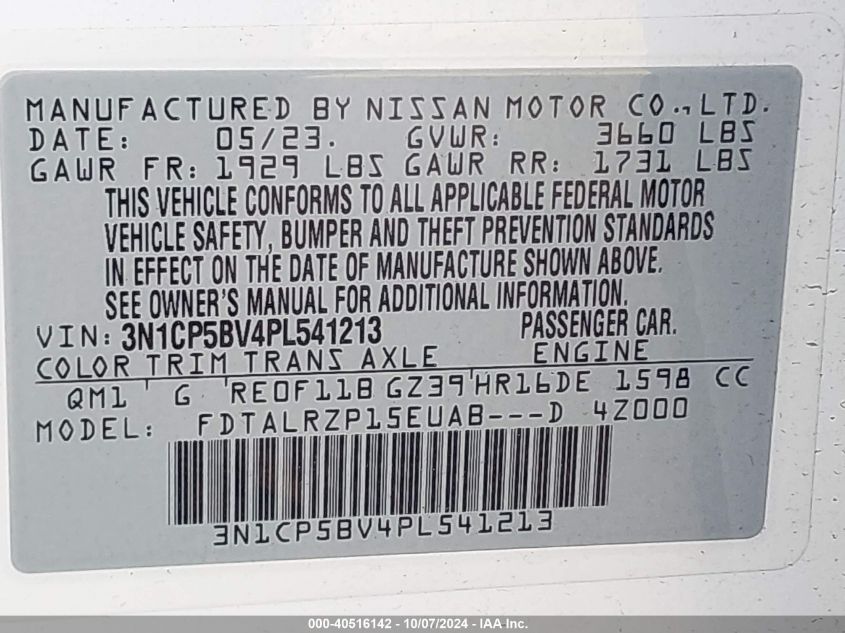 MANUFACTURED BY NISSAN MOTOR CO., LTD.
DATE: 05/23. GVWR: 3660 LBS
GAWR FR: 1929 LBS GAWR RR: 1731 LBS
THIS VEHICLE CONFORMS TO ALL APPLICABLE FEDERAL MOTOR
VEHICLE SAFETY, BUMPER AND THEFT PREVENTION STANDARDS
IN EFFECT ON THE DATE OF MANUFACTURE SHOWN ABOVE.
SEE OWNER'S MANUAL FOR ADDITIONAL INFORMATION.
VIN: 3N1CP5BV4PL541213 PASSENGER CAR.
COLOR TRIM TRANS AXLE ENGINE
QM1 G RE0F11B GZ39 HR16DE 1598 CC
MODEL: FDTALRZP15EUAB---D 4Z000
3N1CP5BV4PL541213
000-40516142 - 10/07/2024 - IAA Inc.